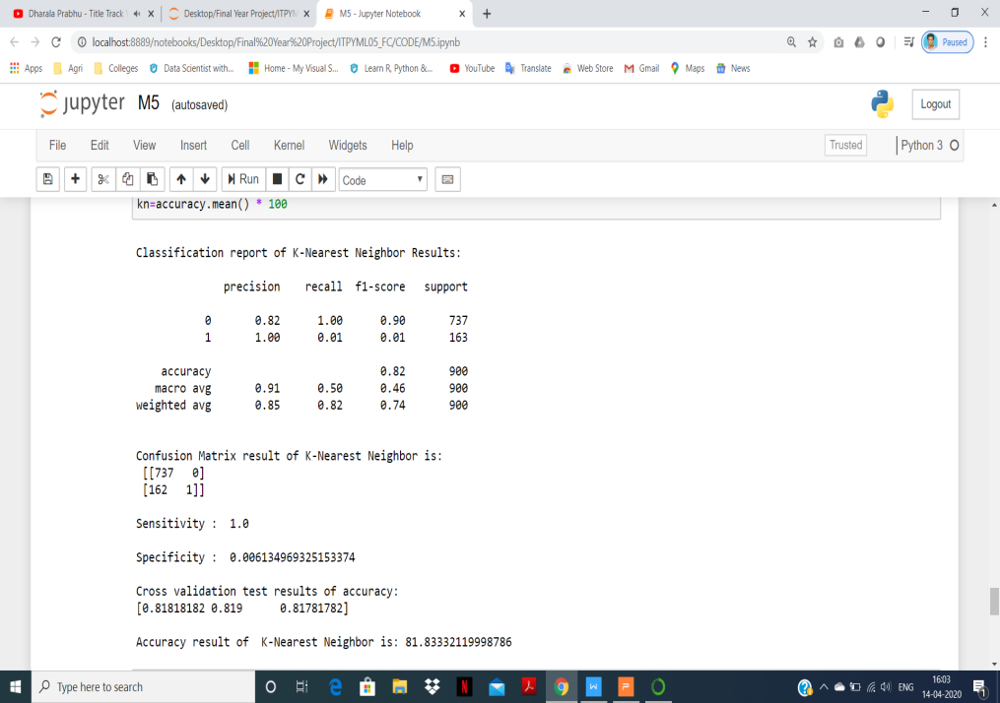 Dharala Prabhu - Title Track
Desktop/Final Year Project/ITPYM
M5 - Jupyter Notebook
localhost:8889/notebooks/Desktop/Final%20Year%20Project/ITPYML05_FC/CODE/M5.ipynb
Paused
Apps Agri Colleges Data Scientist with... Home - My Visual S... Learn R, Python &... YouTube Translate Web Store Gmail Maps News
jupyter M5 (autosaved)
Logout
File Edit View Insert Cell Kernel Widgets Help
Trusted Python 3
Run Code
kn=accuracy.mean() * 100
Classification report of K-Nearest Neighbor Results:
precision recall f1-score support
0 0.82 1.00 0.90 737
1 1.00 0.01 0.01 163
accuracy 0.82 900
macro avg 0.91 0.50 0.46 900
weighted avg 0.85 0.82 0.74 900
Confusion Matrix result of K-Nearest Neighbor is:
[[737 0]
[162 1]]
Sensitivity : 1.0
Specificity : 0.006134969325153374
Cross validation test results of accuracy:
[0.81818182 0.819 0.81781782]
Accuracy result of K-Nearest Neighbor is: 81.83332119998786
Type here to search
ENG
16:03
14-04-2020
1